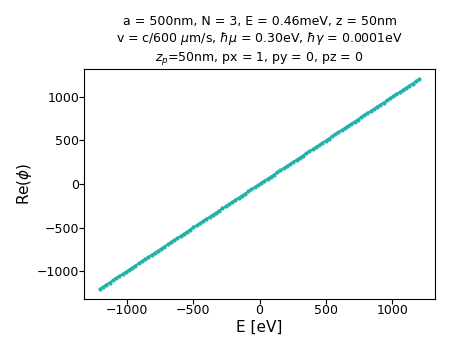 a = 500nm, N = 3, E = 0.46meV, z = 50nm
v = c/600 μm/s, ℏμ = 0.30eV, ℏγ = 0.0001eV
z_p=50nm, px = 1, py = 0, pz = 0
1000
500
0
−500
−1000
Re(ϕ)
−1000 −500 0 500 1000
E [eV]